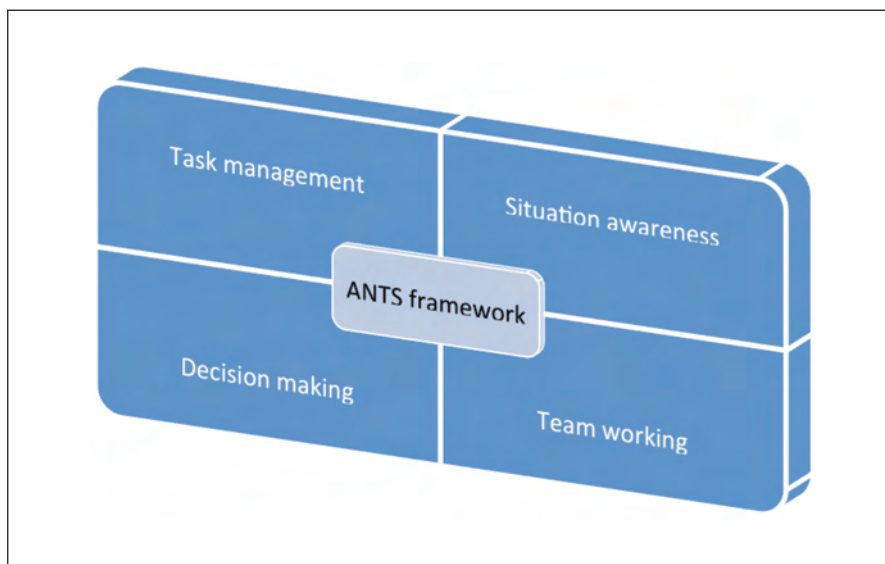 Task management
Situation awareness
ANTS framework
Decision making
Team working